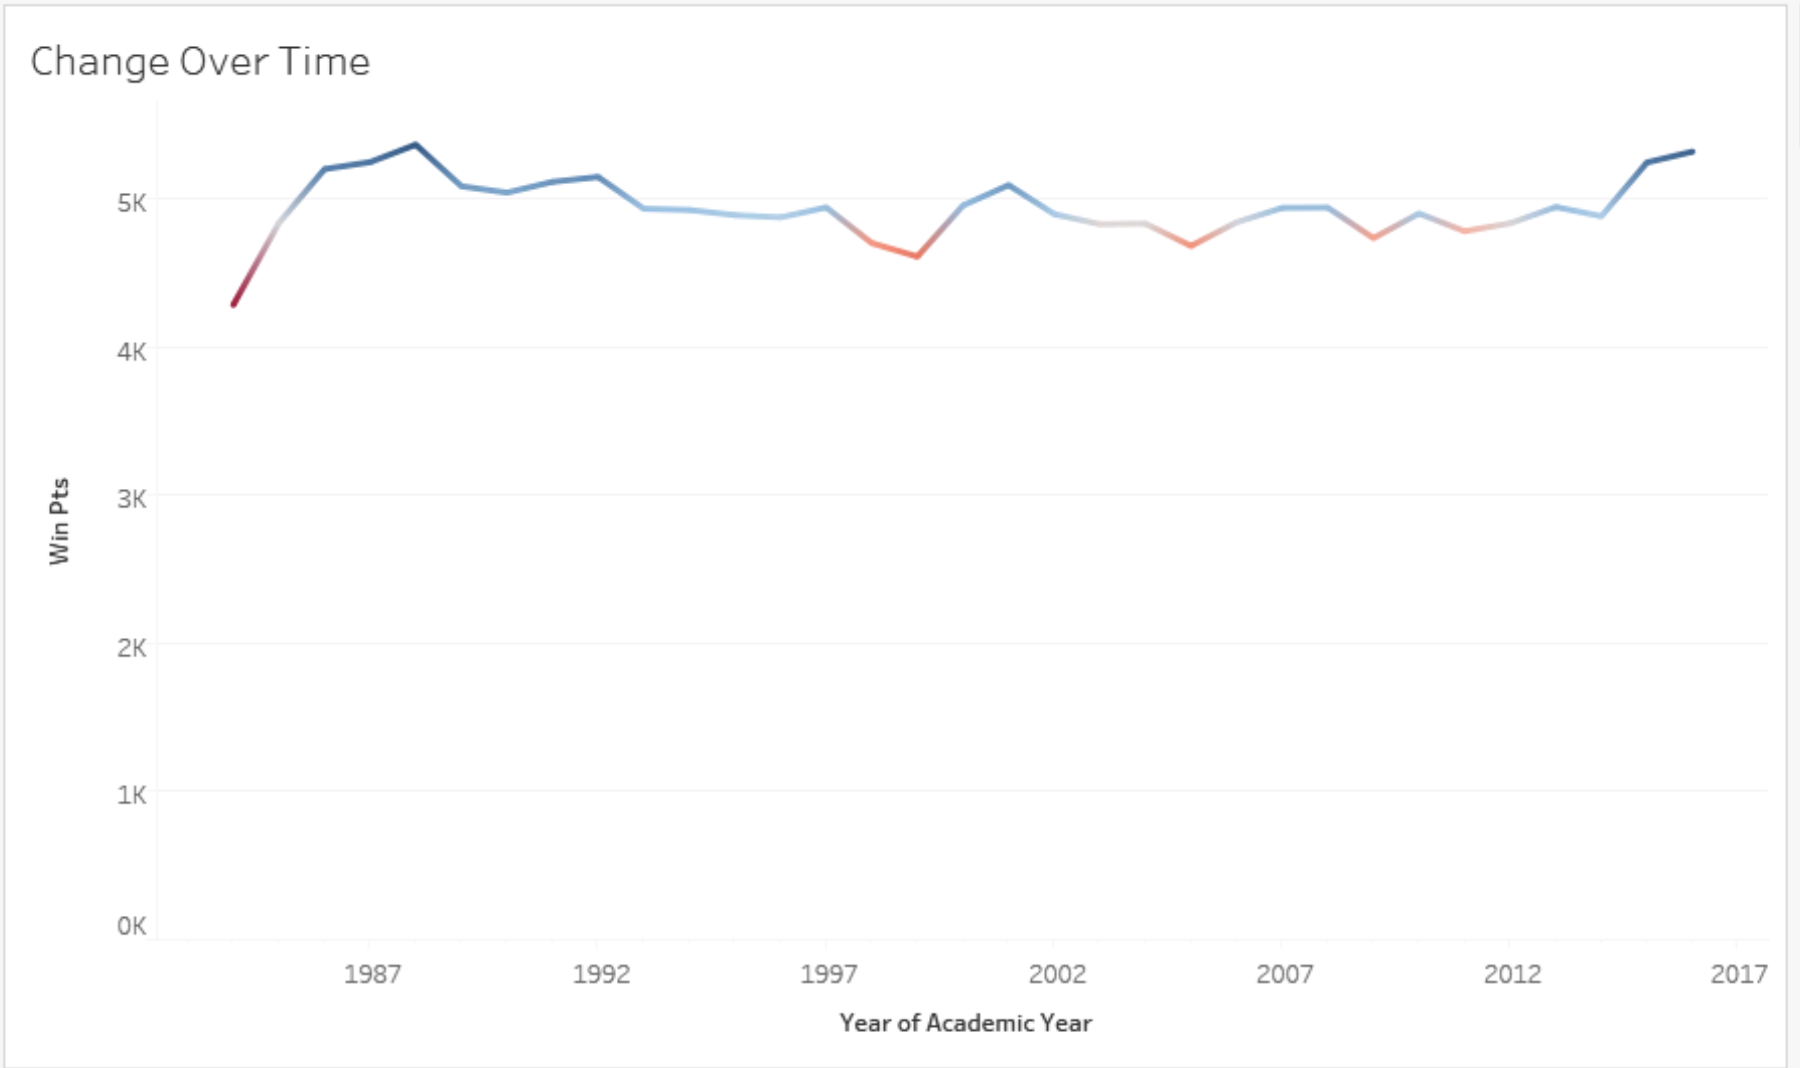 Change Over Time
5K
4K
3K
2K
1K
0K
Win Pts
1987 1992 1997 2002 2007 2012 2017
Year of Academic Year